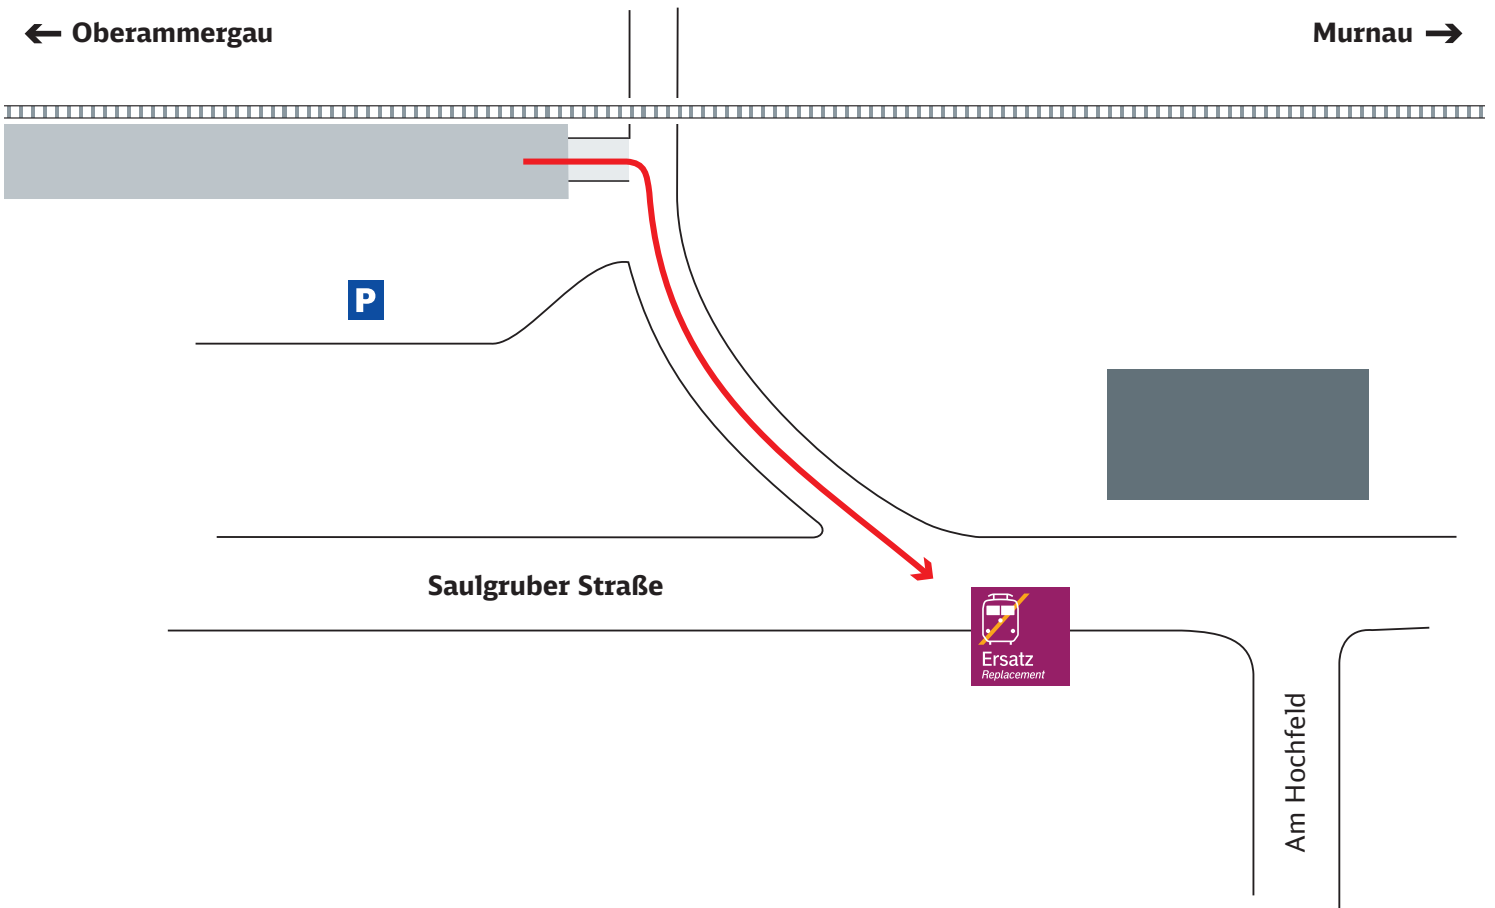 Oberammergau
Murnau
P
Saulgruber Straße
Ersatz
Replacement
Am Hochfeld